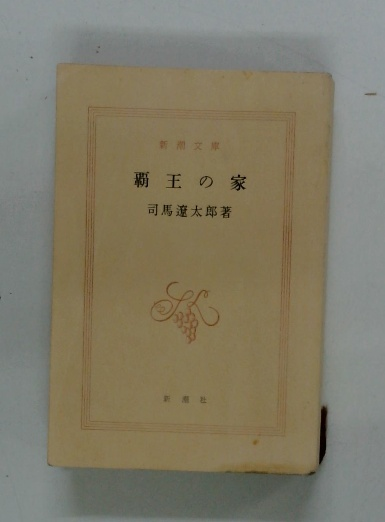 新潮文庫
覇王の家
司馬遼太郎著
新潮社